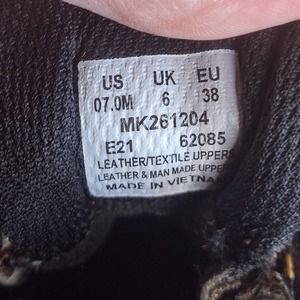 US UK EU
07.0M 6 38
MK261204
E21 62085
LEATHER/TEXTILE UPPERS
LEATHER & MAN MADE UPPER
MADE IN VIETNAM